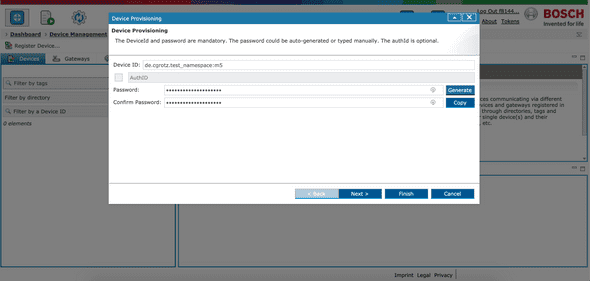 Device Provisioning
Log Out f8144...
BOSCH
Invented for life
Dashboard
Device Management
About
Tokens
Register Device...
Devices
Gateways
Filter by tags
Filter by directory
Filter by a Device ID
0 elements
Device Provisioning
The DeviceId and password are mandatory. The password could be auto-generated or typed manually. The authId is optional.
Device ID: de.cgrotz.test_namespace:m5
AuthID
Password: ••••••••••••••••••••
Generate
Confirm Password: ••••••••••••••••••••
Copy
< Back
Next >
Finish
Cancel
ces communicating via different
vices and gateways registered in
through directories, tags and
r single device(s) and their
, etc.
Imprint Legal Privacy